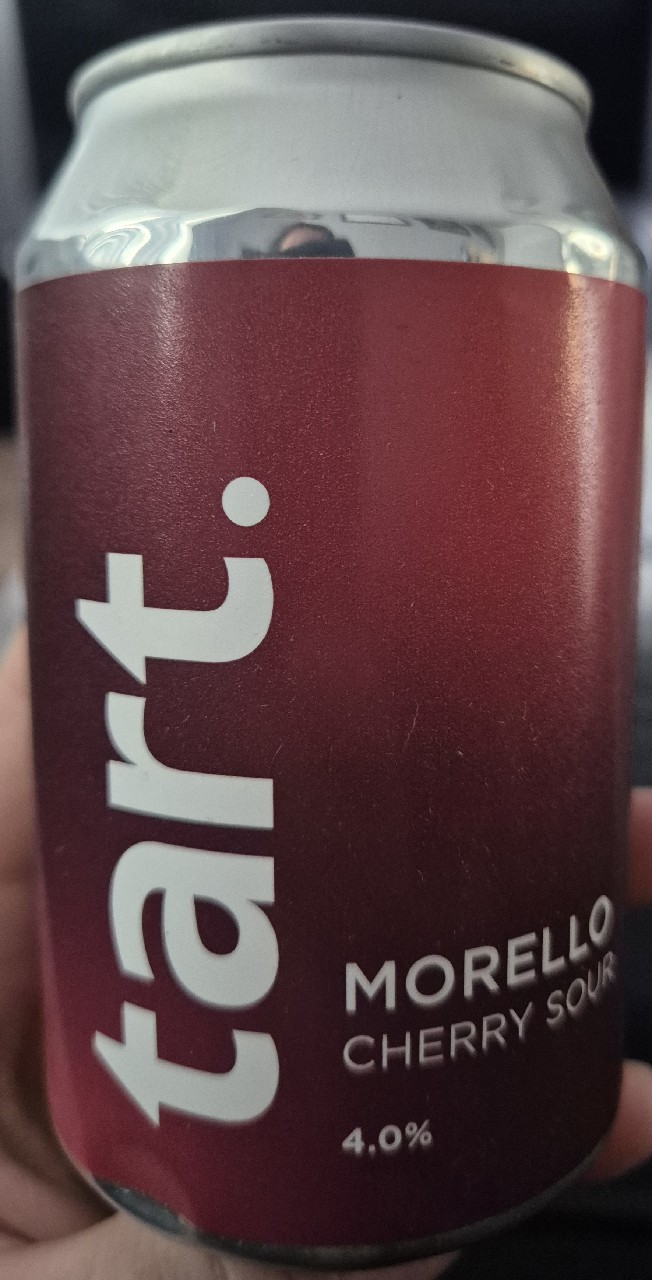 tart.
MORELLO
CHERRY SOUR
4.0%